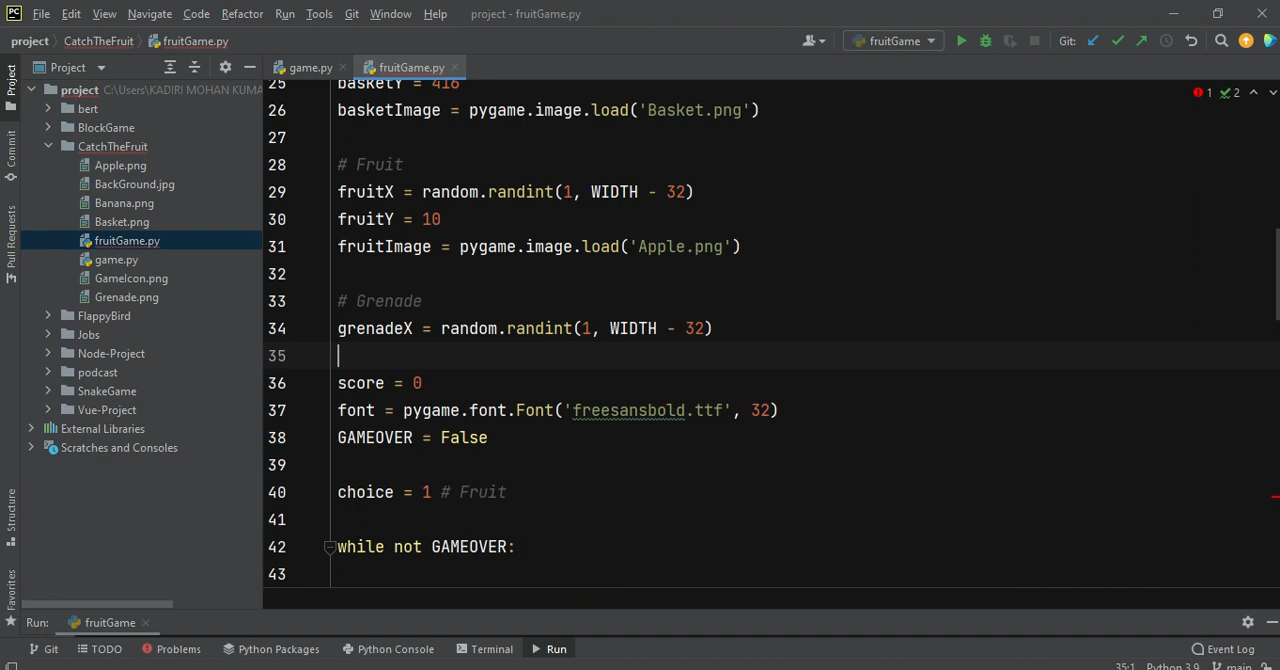 PC File Edit View Navigate Code Refactor Run Tools Git Window Help project - fruitGame.py
project CatchTheFruit fruitGame.py fruitGame Git:
Project game.py fruitGame.py
project C:\Users\KADIRI MOHAN KUMA
bert
BlockGame
CatchTheFruit
Apple.png
BackGround.jpg
Banana.png
Basket.png
fruitGame.py
game.py
GameIcon.png
Grenade.png
FlappyBird
Jobs
Node-Project
podcast
SnakeGame
Vue-Project
External Libraries
Scratches and Consoles
Project
Commit
Pull Requests
Structure
Favorites
1 2
25 basketY = 416
26 basketImage = pygame.image.load('Basket.png')
27
28 # Fruit
29 fruitX = random.randint(1, WIDTH - 32)
30 fruitY = 10
31 fruitImage = pygame.image.load('Apple.png')
32
33 # Grenade
34 grenadeX = random.randint(1, WIDTH - 32)
35
36 score = 0
37 font = pygame.font.Font('freesansbold.ttf', 32)
38 GAMEOVER = False
39
40 choice = 1 # Fruit
41
42 while not GAMEOVER:
43
Run: fruitGame
Git TODO Problems Python Packages Python Console Terminal Run Event Log
35:1 Python 3.9 main